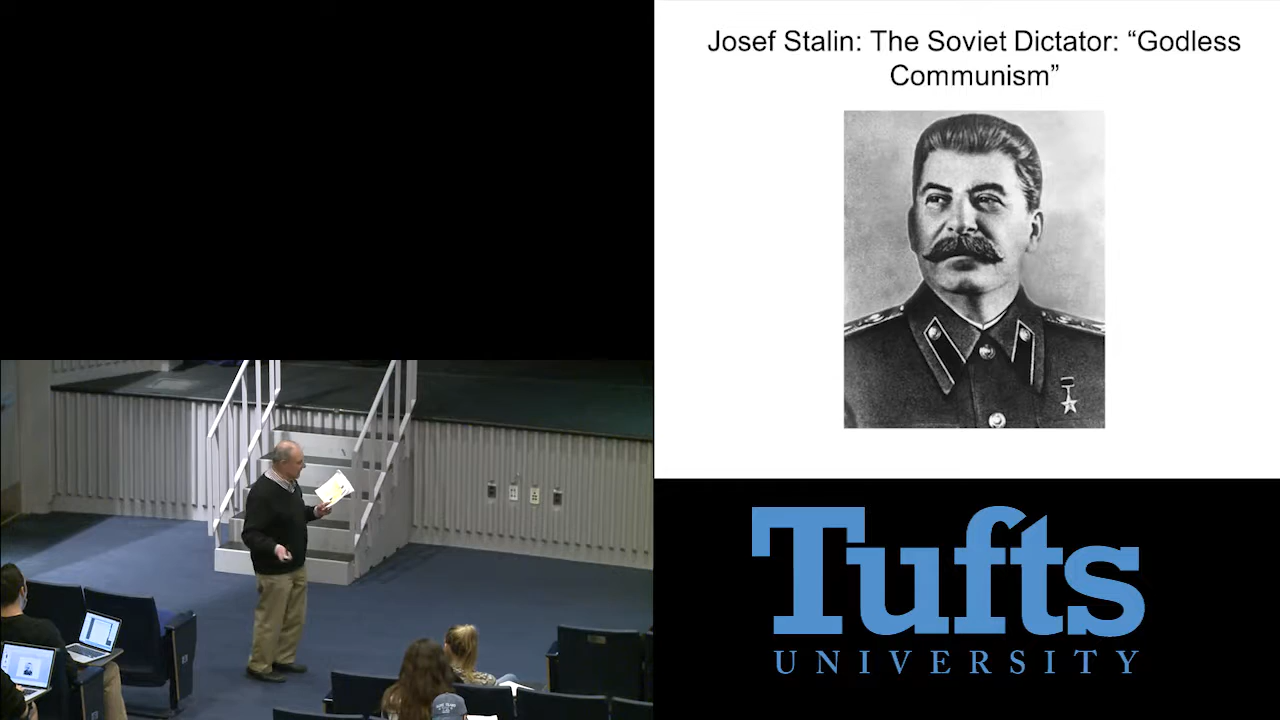 Josef Stalin: The Soviet Dictator: “Godless
Communism”
Tufts
UNIVERSITY